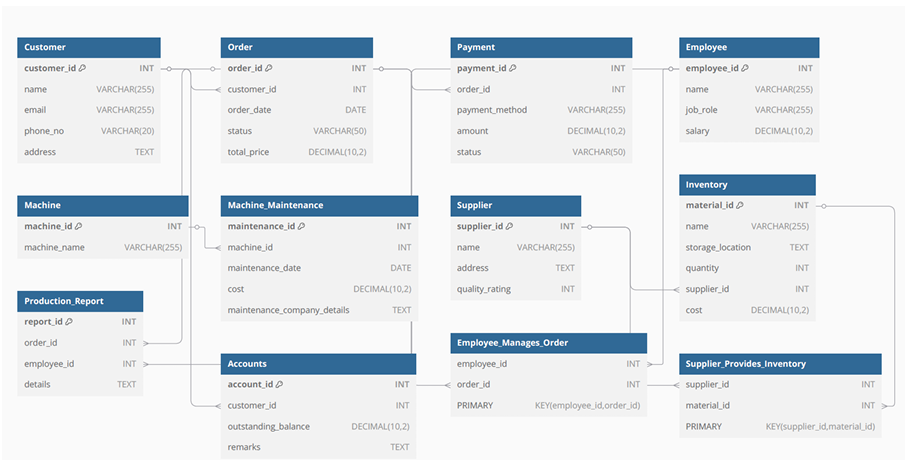 Customer
customer_id INT
name VARCHAR(255)
email VARCHAR(255)
phone_no VARCHAR(20)
address TEXT
Order
order_id INT
customer_id INT
order_date DATE
status VARCHAR(50)
total_price DECIMAL(10,2)
Payment
payment_id INT
order_id INT
payment_method VARCHAR(255)
amount DECIMAL(10,2)
status VARCHAR(50)
Employee
employee_id INT
name VARCHAR(255)
job_role VARCHAR(255)
salary DECIMAL(10,2)
Machine
machine_id INT
machine_name VARCHAR(255)
Machine_Maintenance
maintenance_id INT
machine_id INT
maintenance_date DATE
cost DECIMAL(10,2)
maintenance_company_details TEXT
Supplier
supplier_id INT
name VARCHAR(255)
address TEXT
quality_rating INT
Inventory
material_id INT
name VARCHAR(255)
storage_location TEXT
quantity INT
supplier_id INT
cost DECIMAL(10,2)
Production_Report
report_id INT
order_id INT
employee_id INT
details TEXT
Accounts
account_id INT
customer_id INT
outstanding_balance DECIMAL(10,2)
remarks TEXT
Employee_Manages_Order
employee_id INT
order_id INT
PRIMARY KEY(employee_id,order_id)
Supplier_Provides_Inventory
supplier_id INT
material_id INT
PRIMARY KEY(supplier_id,material_id)